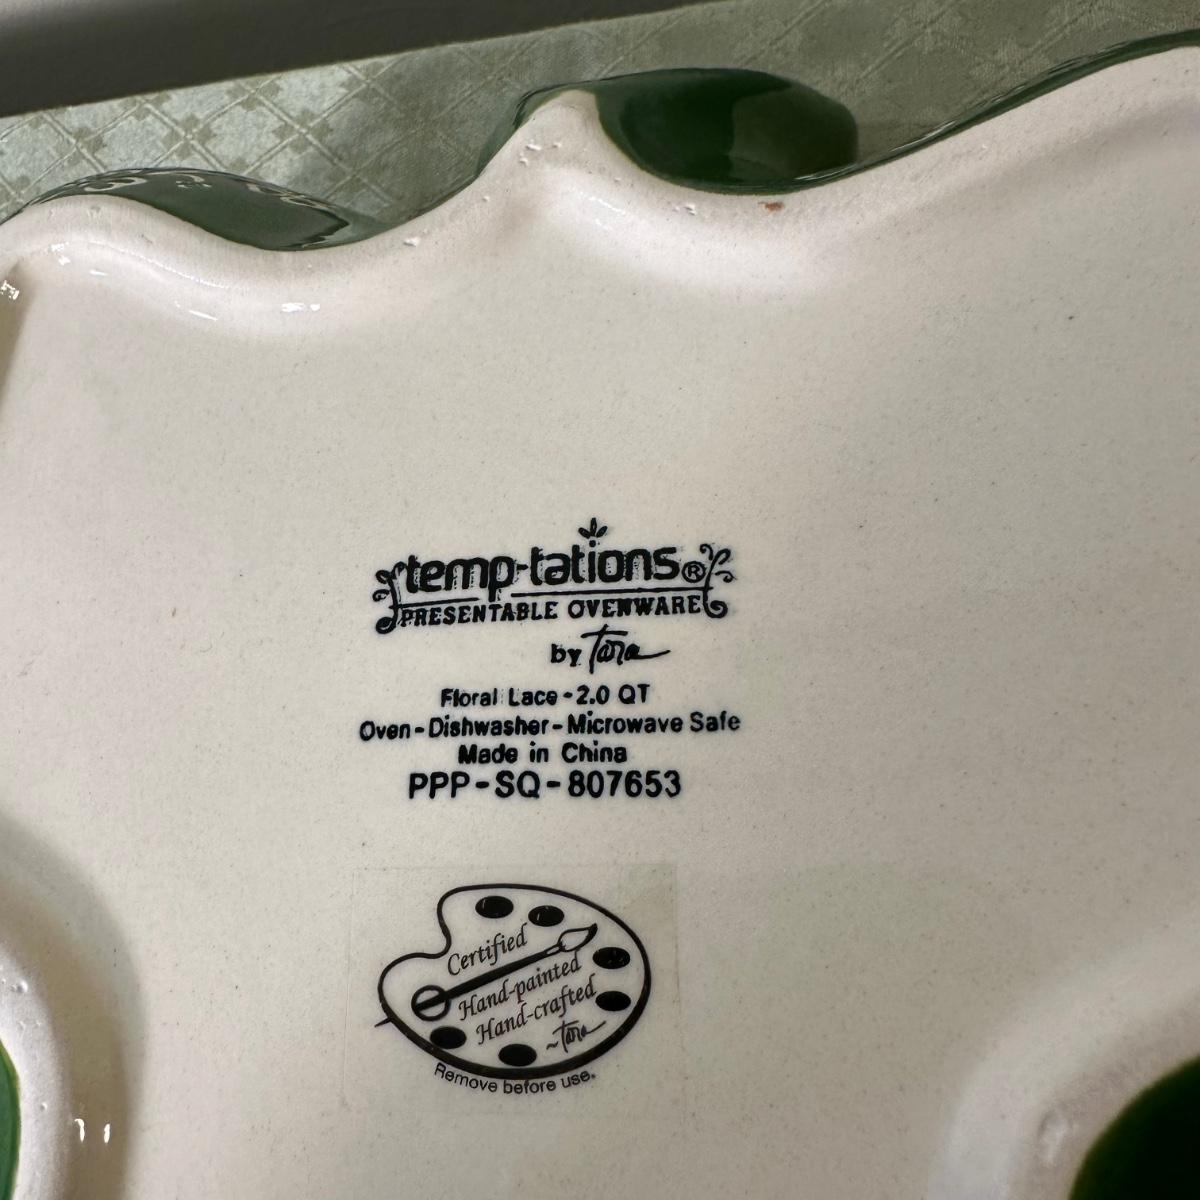 temp-tations®
PRESENTABLE OVENWARE
by Tara
Floral Lace - 2.0 QT
Oven - Dishwasher - Microwave Safe
Made in China
PPP - SQ - 807653
Certified
Hand-painted
Hand-crafted
~Tara
Remove before use.